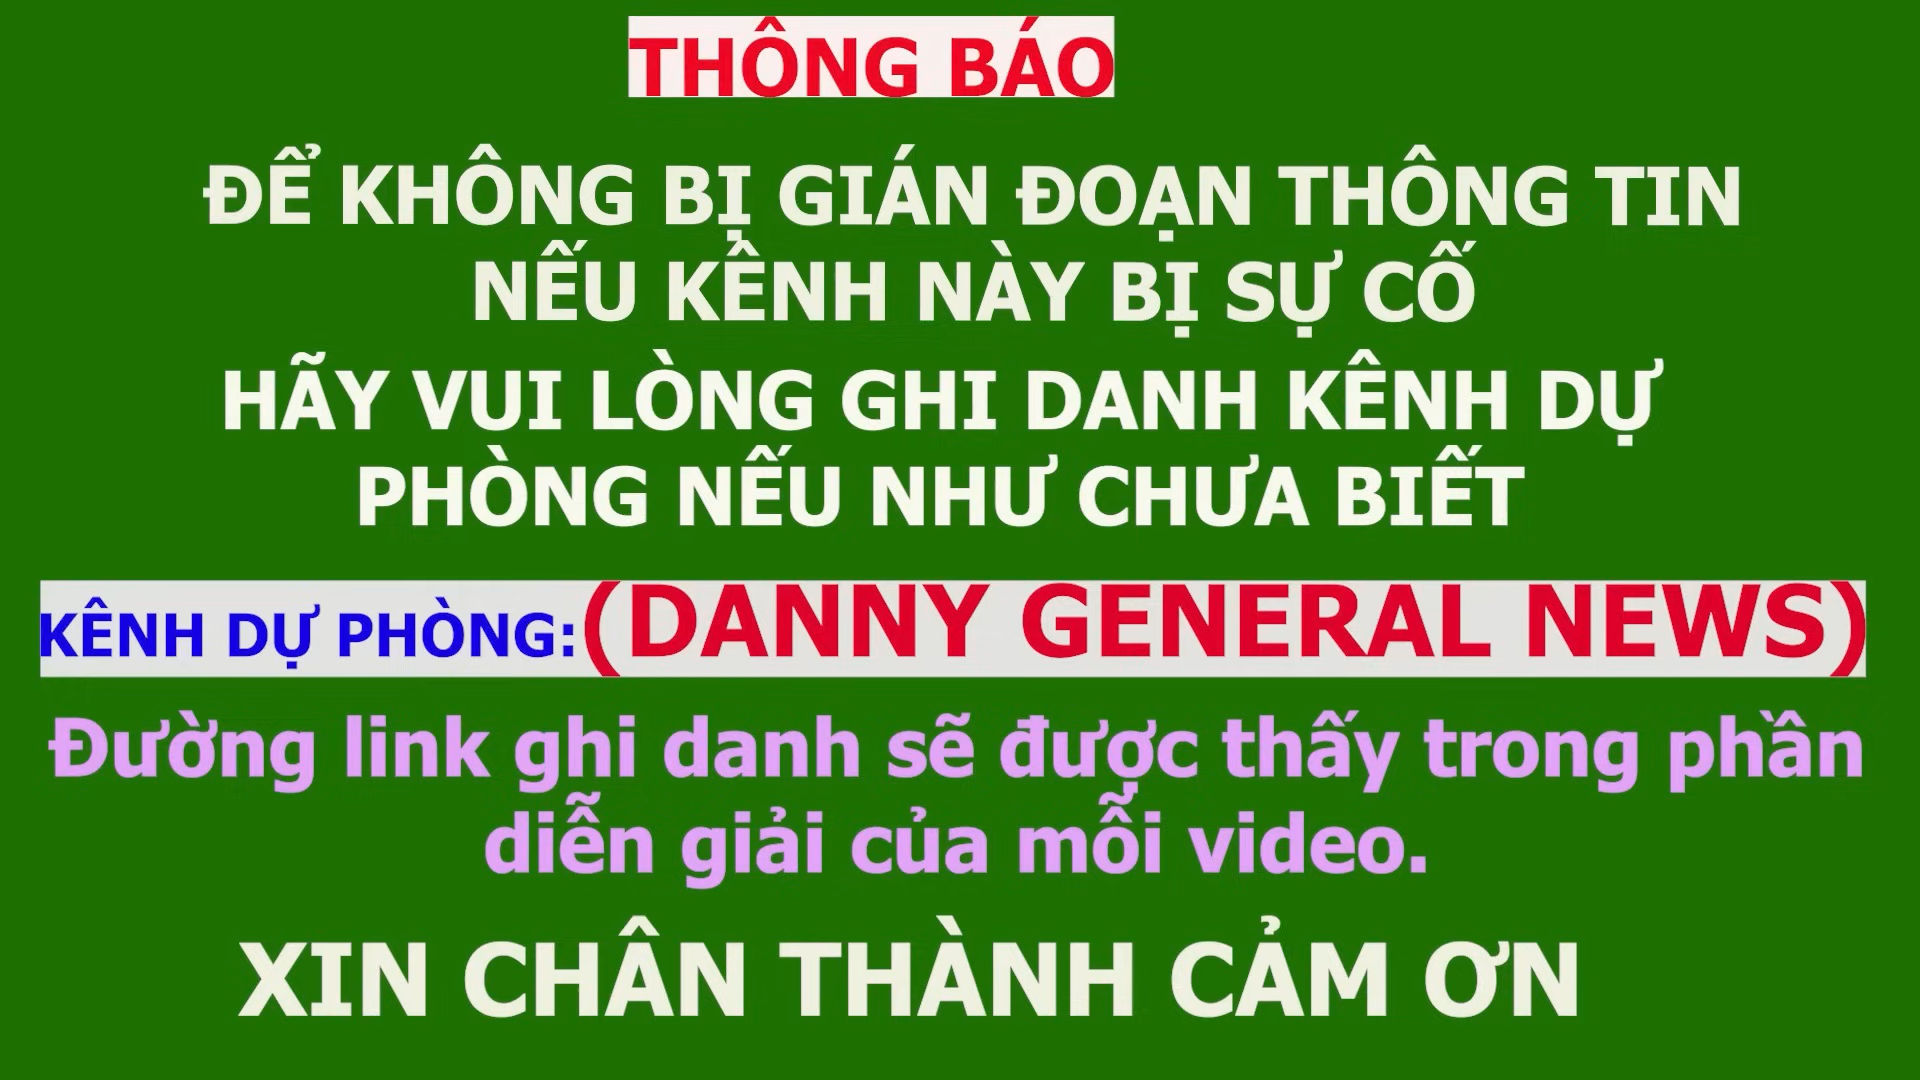 THÔNG BÁO
ĐỂ KHÔNG BỊ GIÁN ĐOẠN THÔNG TIN
NẾU KÊNH NÀY BỊ SỰ CỐ
HÃY VUI LÒNG GHI DANH KÊNH DỰ
PHÒNG NẾU NHƯ CHƯA BIẾT
KÊNH DỰ PHÒNG:(DANNY GENERAL NEWS)
Đường link ghi danh sẽ được thấy trong phần
diễn giải của mỗi video.
XIN CHÂN THÀNH CẢM ƠN